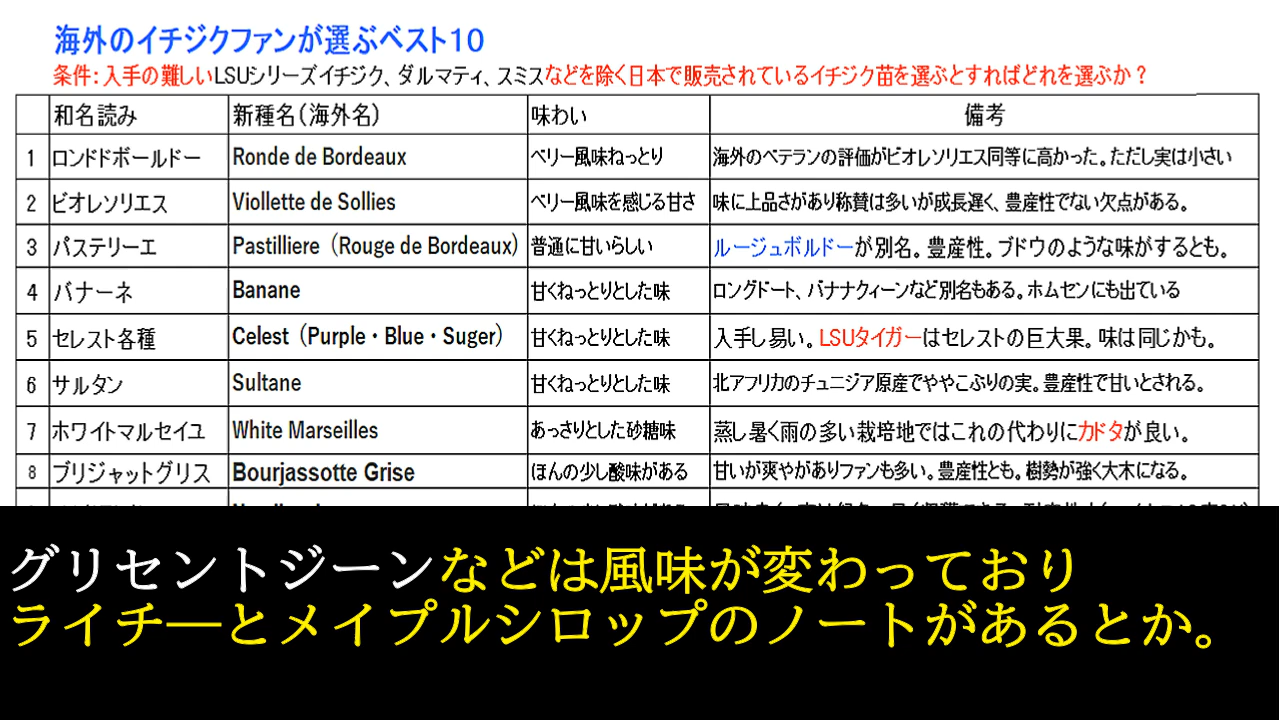 海外のイチジクファンが選ぶベスト10
条件：入手の難しいLSUシリーズイチジク、ダルマティ、スミスなどを除く日本で販売されているイチジク苗を選ぶとすればどれを選ぶか？
和名読み 新種名（海外名） 味わい 備考
1 ロンドドボールドー Ronde de Bordeaux ベリー風味ねっとり 海外のベテランの評価がビオレソリエス同等に高かった。ただし実は小さい
2 ビオレソリエス Viollette de Sollies ベリー風味を感じる甘さ 味に上品さがあり称賛は多いが成長遅く、豊産性でない欠点がある。
3 パステリーエ Pastilliere（Rouge de Bordeaux） 普通に甘いらしい ルージュボルドーが別名。豊産性。ブドウのような味がするとも。
4 バナーネ Banane 甘くねっとりとした味 ロングドート、バナナクィーンなど別名もある。ホムセンにも出ている
5 セレスト各種 Celest（Purple・Blue・Suger） 甘くねっとりとした味 入手し易い。LSUタイガーはセレストの巨大果。味は同じかも。
6 サルタン Sultane 甘くねっとりとした味 北アフリカのチュニジア原産でややこぶりの実。豊産性で甘いとされる。
7 ホワイトマルセイユ White Marseilles あっさりとした砂糖味 蒸し暑く雨の多い栽培地ではこれの代わりにカドタが良い。
8 ブリジャットグリス Bourjassotte Grise ほんの少し酸味がある 甘いが爽やがありファンも多い。豊産性とも。樹勢が強く大木になる。
グリセントジーンなどは風味が変わっており
ライチ―とメイプルシロップのノートがあるとか。